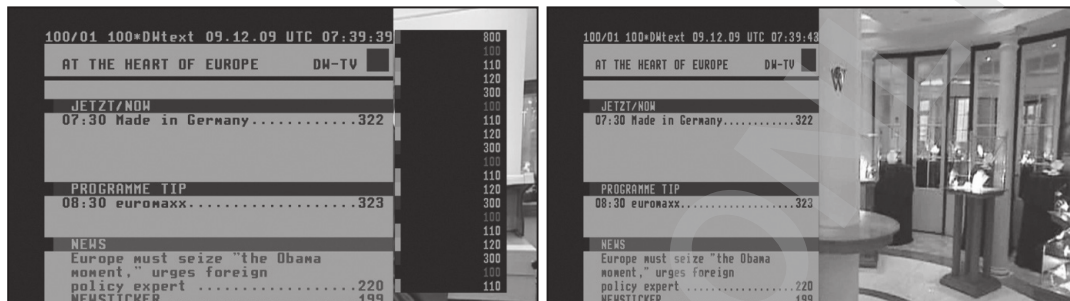 100/01 100*DWtext 09.12.09 UTC 07:39:39
AT THE HEART OF EUROPE DW-TV
JETZT/NOW
07:30 Made in Germany............322
PROGRAMME TIP
08:30 euromaxx..................323
NEWS
Europe must seize "the Obama
moment," urges foreign
policy expert ...............220
NEWSTICKER 199
800
100
110
120
300
100
110
120
300
100
110
120
300
100
110
120
300
100
110
100/01 100*DWtext 09.12.09 UTC 07:39:43
AT THE HEART OF EUROPE DW-TV
JETZT/NOW
07:30 Made in Germany............322
PROGRAMME TIP
08:30 euromaxx..................323
NEWS
Europe must seize "the Obama
moment," urges foreign
policy expert ...............220
NEWSTICKER 199
W